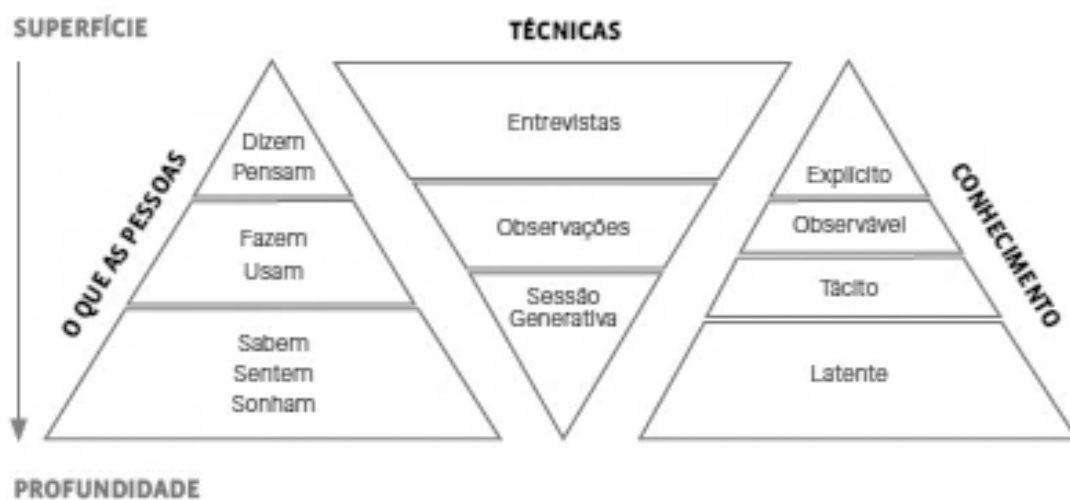 SUPERFÍCIE
TÉCNICAS
O QUE AS PESSOAS
Dizem
Pensam
Fazem
Usam
Sabem
Sentem
Sonham
Entrevistas
Observações
Sessão
Generativa
Explícito
Observável
Tácito
Latente
CONHECIMENTO
PROFUNDIDADE